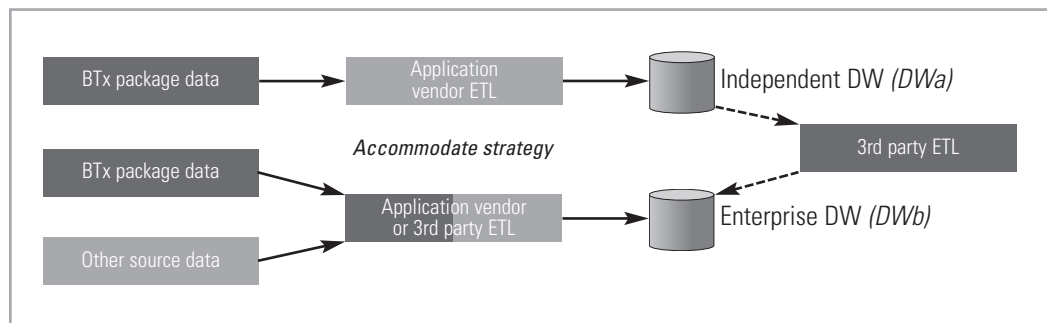 BTx package data
Application
vendor ETL
Independent DW (DWa)
3rd party ETL
Accommodate strategy
BTx package data
Application vendor
or 3rd party ETL
Enterprise DW (DWb)
Other source data